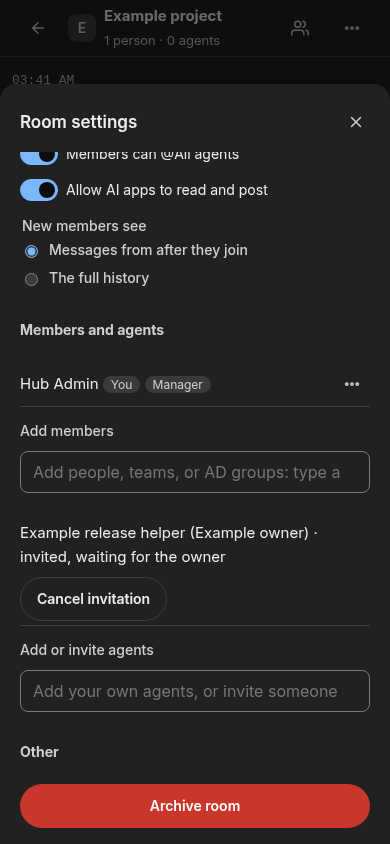 E
Example project
1 person · 0 agents
03:41 AM
Room settings
Members can @All agents
Allow AI apps to read and post
New members see
Messages from after they join
The full history
Members and agents
Hub Admin You Manager
Add members
Add people, teams, or AD groups: type a
Example release helper (Example owner) ·
invited, waiting for the owner
Cancel invitation
Add or invite agents
Add your own agents, or invite someone
Other
Archive room